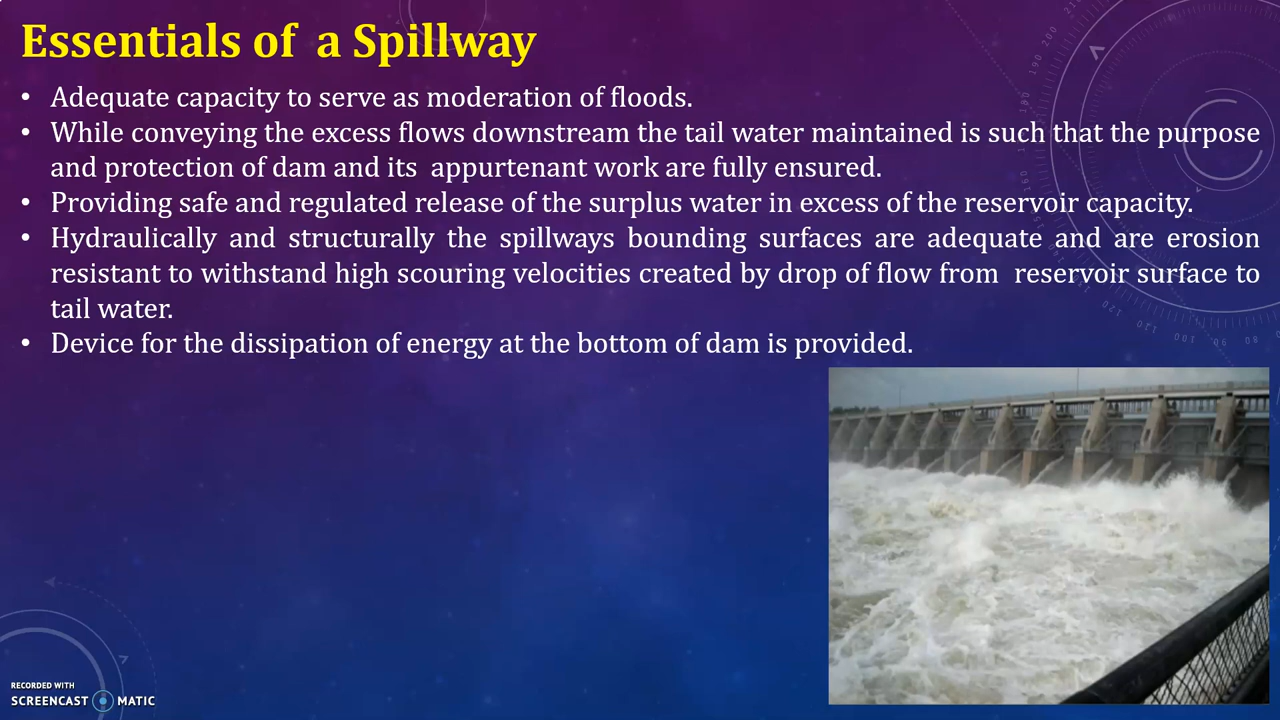 Essentials of a Spillway
• Adequate capacity to serve as moderation of floods.
• While conveying the excess flows downstream the tail water maintained is such that the purpose
and protection of dam and its appurtenant work are fully ensured.
• Providing safe and regulated release of the surplus water in excess of the reservoir capacity.
• Hydraulically and structurally the spillways bounding surfaces are adequate and are erosion
resistant to withstand high scouring velocities created by drop of flow from reservoir surface to
tail water.
• Device for the dissipation of energy at the bottom of dam is provided.
RECORDED WITH
SCREENCAST MATIC